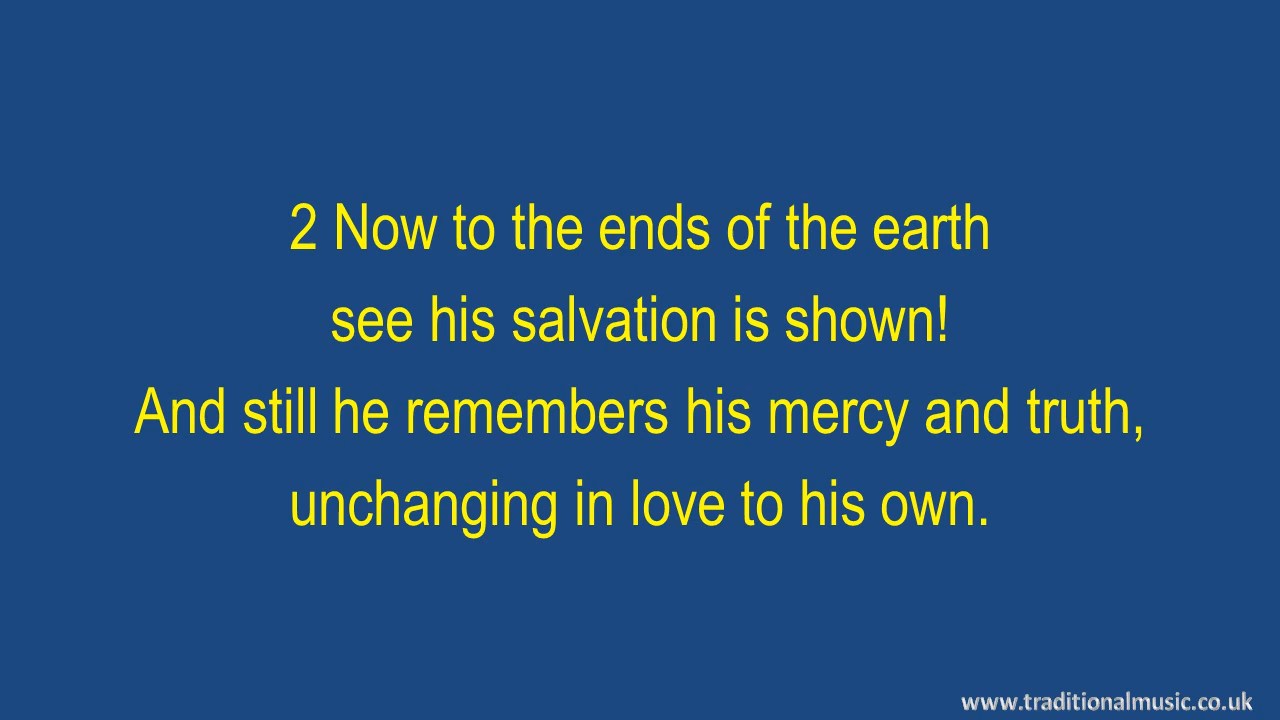 2 Now to the ends of the earth
see his salvation is shown!
And still he remembers his mercy and truth,
unchanging in love to his own.
www.traditionalmusic.co.uk